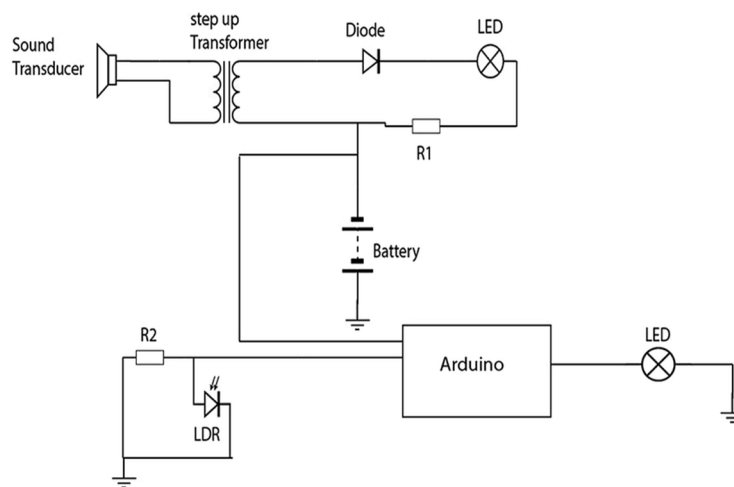 step up
Transformer
Diode
LED
Sound
Transducer
R1
Battery
R2
LED
Arduino
LDR